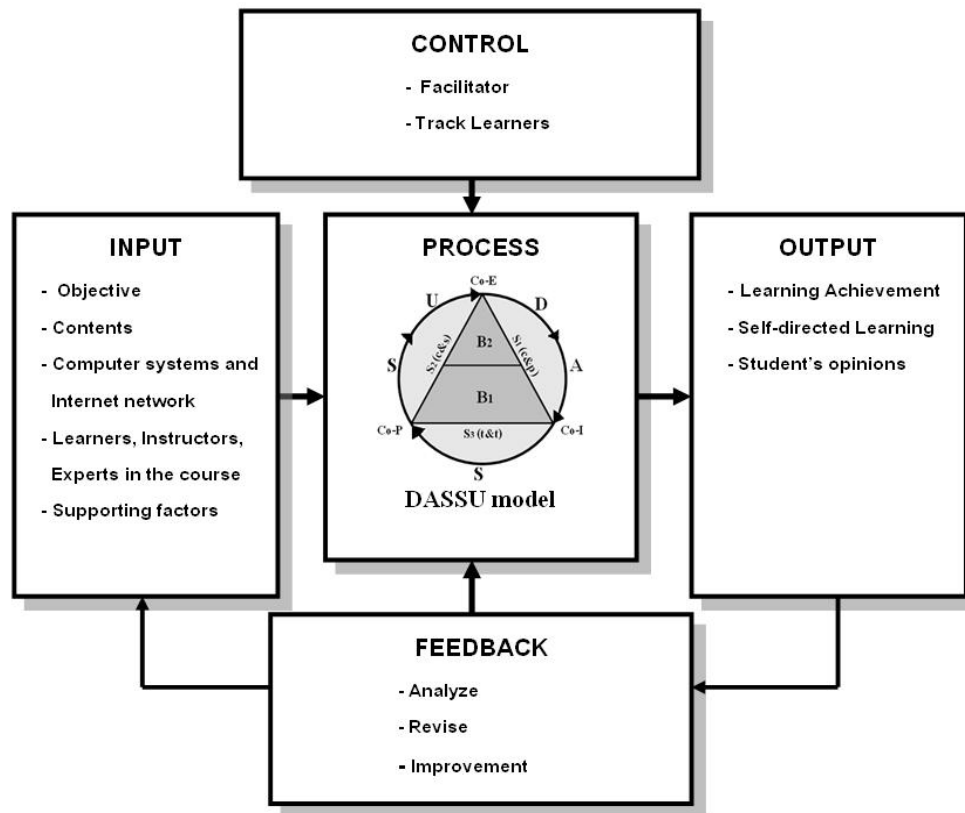 CONTROL
- Facilitator
- Track Learners
INPUT
- Objective
- Contents
- Computer systems and
Internet network
- Learners, Instructors,
Experts in the course
- Supporting factors
PROCESS
Co-E
U
D
B2
S2 (c&s)
S1 (c&p)
S
A
B1
Co-P
S3 (t&t)
Co-I
S
DASSU model
OUTPUT
- Learning Achievement
- Self-directed Learning
- Student's opinions
FEEDBACK
- Analyze
- Revise
- Improvement